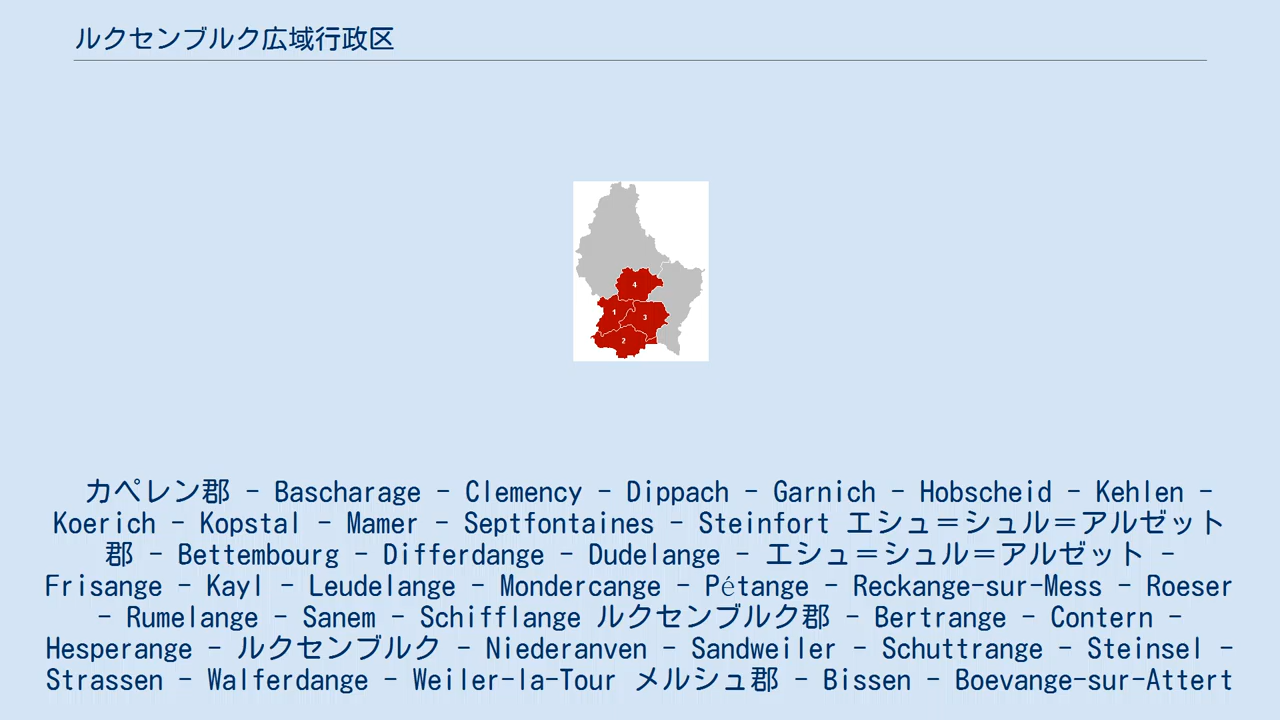 ルクセンブルク広域行政区
4
1
3
2
カペレン郡 - Bascharage - Clemency - Dippach - Garnich - Hobscheid - Kehlen -
Koerich - Kopstal - Mamer - Septfontaines - Steinfort エシュ＝シュル＝アルゼット
郡 - Bettembourg - Differdange - Dudelange - エシュ＝シュル＝アルゼット -
Frisange - Kayl - Leudelange - Mondercange - Pétange - Reckange-sur-Mess - Roeser
- Rumelange - Sanem - Schifflange ルクセンブルク郡 - Bertrange - Contern -
Hesperange - ルクセンブルク - Niederanven - Sandweiler - Schuttrange - Steinsel -
Strassen - Walferdange - Weiler-la-Tour メルシュ郡 - Bissen - Boevange-sur-Attert